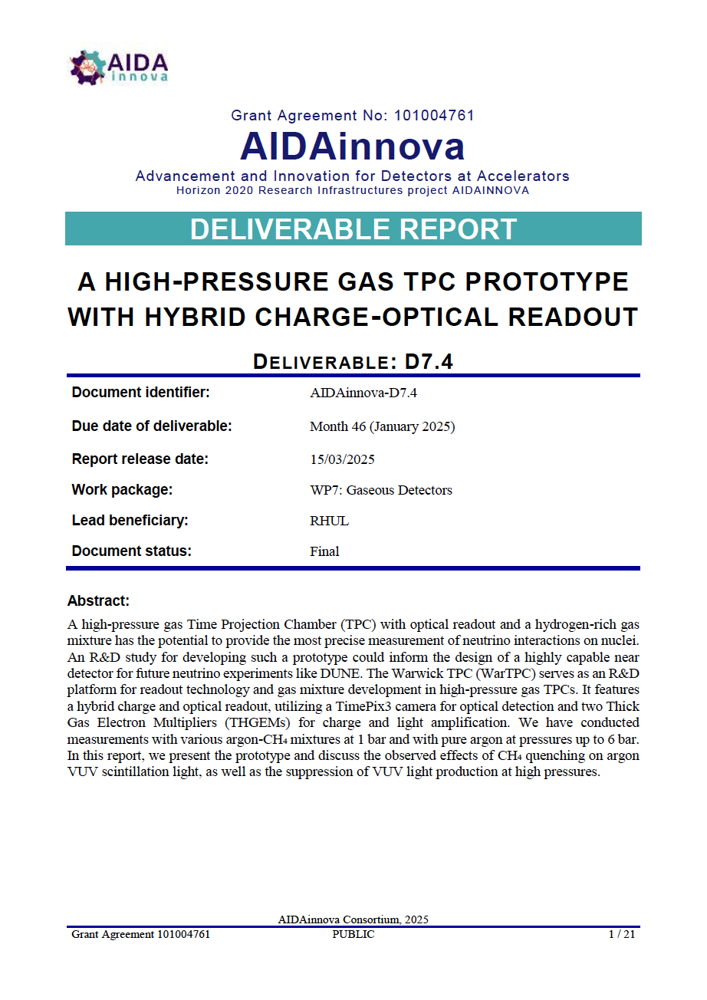 AIDA
innova
Grant Agreement No: 101004761
AIDAinnova
Advancement and Innovation for Detectors at Accelerators
Horizon 2020 Research Infrastructures project AIDAINNOVA
DELIVERABLE REPORT
A HIGH-PRESSURE GAS TPC PROTOTYPE
WITH HYBRID CHARGE-OPTICAL READOUT
DELIVERABLE: D7.4
Document identifier: AIDAinnova-D7.4
Due date of deliverable: Month 46 (January 2025)
Report release date: 15/03/2025
Work package: WP7: Gaseous Detectors
Lead beneficiary: RHUL
Document status: Final
Abstract:
A high-pressure gas Time Projection Chamber (TPC) with optical readout and a hydrogen-rich gas
mixture has the potential to provide the most precise measurement of neutrino interactions on nuclei.
An R&D study for developing such a prototype could inform the design of a highly capable near
detector for future neutrino experiments like DUNE. The Warwick TPC (WarTPC) serves as an R&D
platform for readout technology and gas mixture development in high-pressure gas TPCs. It features
a hybrid charge and optical readout, utilizing a TimePix3 camera for optical detection and two Thick
Gas Electron Multipliers (THGEMs) for charge and light amplification. We have conducted
measurements with various argon-CH₄ mixtures at 1 bar and with pure argon at pressures up to 6 bar.
In this report, we present the prototype and discuss the observed effects of CH₄ quenching on argon
VUV scintillation light, as well as the suppression of VUV light production at high pressures.
AIDAinnova Consortium, 2025
Grant Agreement 101004761 PUBLIC 1 / 21